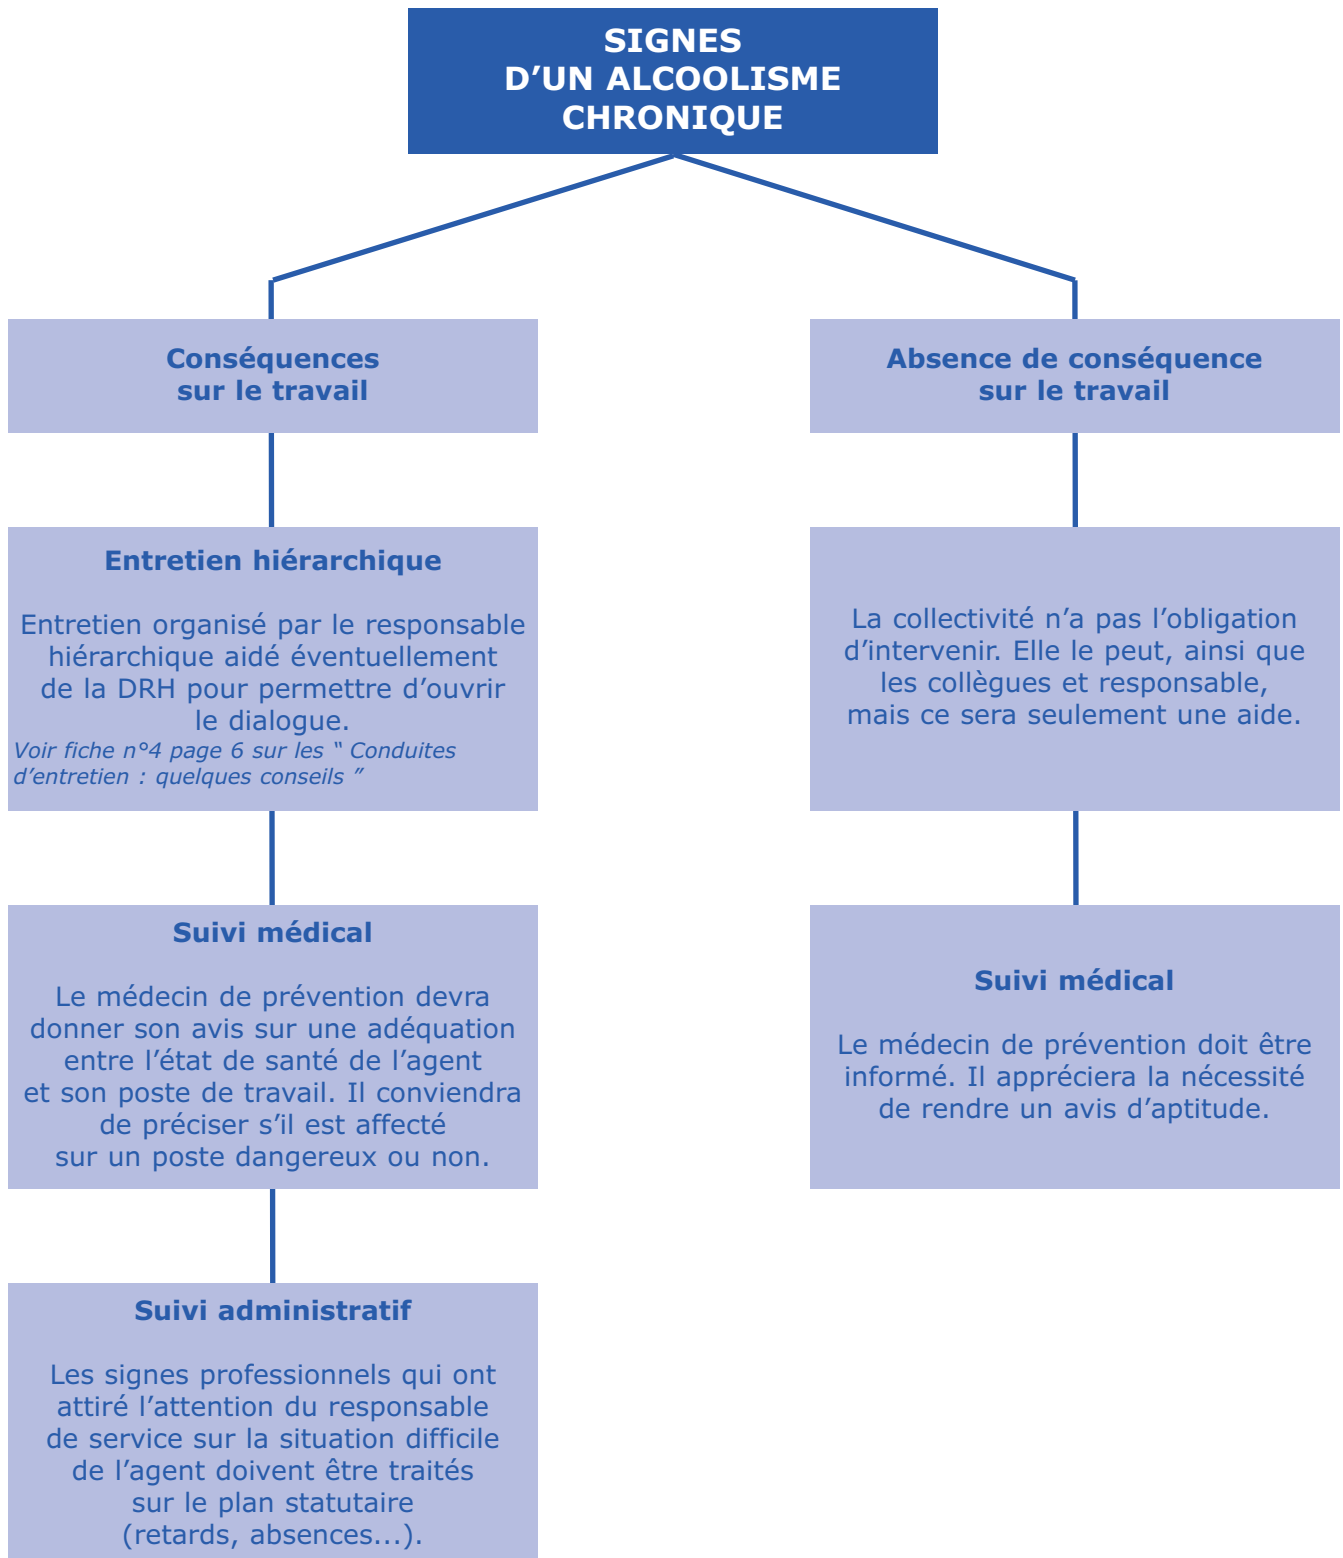 SIGNES
D’UN ALCOOLISME
CHRONIQUE
Conséquences
sur le travail
Absence de conséquence
sur le travail
Entretien hiérarchique
Entretien organisé par le responsable
hiérarchique aidé éventuellement
de la DRH pour permettre d’ouvrir
le dialogue.
Voir fiche n°4 page 6 sur les “ Conduites
d’entretien : quelques conseils ”
La collectivité n’a pas l’obligation
d’intervenir. Elle le peut, ainsi que
les collègues et responsable,
mais ce sera seulement une aide.
Suivi médical
Le médecin de prévention devra
donner son avis sur une adéquation
entre l’état de santé de l’agent
et son poste de travail. Il conviendra
de préciser s’il est affecté
sur un poste dangereux ou non.
Suivi médical
Le médecin de prévention doit être
informé. Il appréciera la nécessité
de rendre un avis d’aptitude.
Suivi administratif
Les signes professionnels qui ont
attiré l’attention du responsable
de service sur la situation difficile
de l’agent doivent être traités
sur le plan statutaire
(retards, absences...).